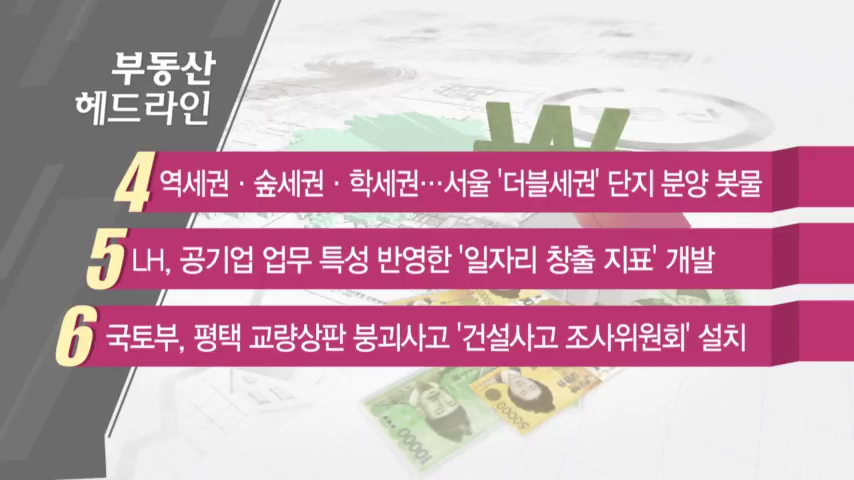 부동산
헤드라인
4 역세권·숲세권·학세권…서울 '더블세권' 단지 분양 봇물
5 LH, 공기업 업무 특성 반영한 '일자리 창출 지표' 개발
6 국토부, 평택 교량상판 붕괴사고 '건설사고 조사위원회' 설치
10000
50000